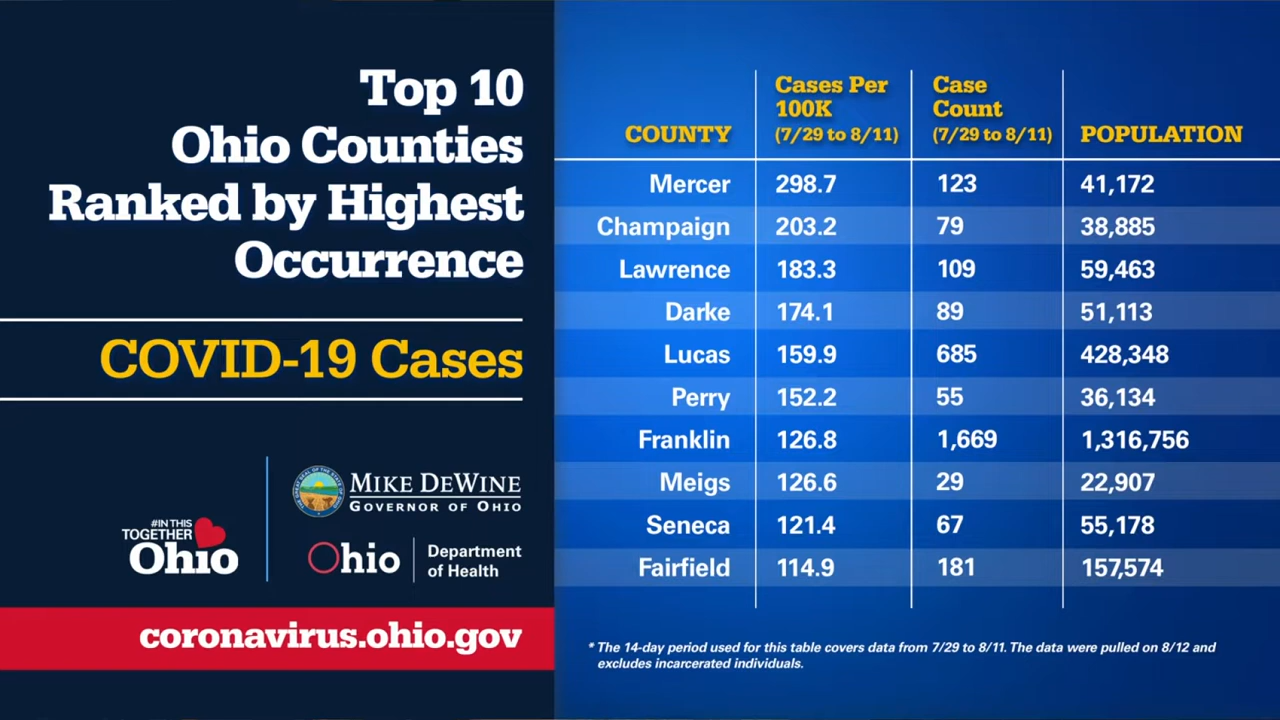 Top 10
Ohio Counties
Ranked by Highest
Occurrence
COVID-19 Cases
#IN THIS
TOGETHER
Ohio
MIKE DEWINE
GOVERNOR OF OHIO
Ohio
Department
of Health
coronavirus.ohio.gov
COUNTY
Cases Per
100K
(7/29 to 8/11)
Case
Count
(7/29 to 8/11)
POPULATION
Mercer 298.7 123 41,172
Champaign 203.2 79 38,885
Lawrence 183.3 109 59,463
Darke 174.1 89 51,113
Lucas 159.9 685 428,348
Perry 152.2 55 36,134
Franklin 126.8 1,669 1,316,756
Meigs 126.6 29 22,907
Seneca 121.4 67 55,178
Fairfield 114.9 181 157,574
* The 14-day period used for this table covers data from 7/29 to 8/11. The data were pulled on 8/12 and
excludes incarcerated individuals.